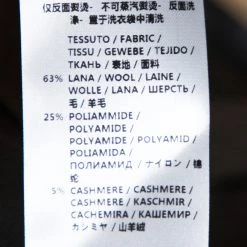 仅反面熨烫- 不可蒸汽熨烫- 反面洗
涤- 置于洗衣袋中清洗
TESSUTO / FABRIC /
TISSU / GEWEBE / TEJIDO /
ТКАНЬ / 表地 / 面料
63% LANA / WOOL / LAINE /
WOLLE / LANA / ШЕРСТЬ /
毛 / 羊毛
25% POLIAMMIDE /
POLYAMIDE /
POLYAMIDE / POLYAMID /
POLIAMIDA /
ПОЛИАМИД / ナイロン / 锦
纶
5% CASHMERE / CASHMERE /
CASHMERE / KASCHMIR /
CACHEMIRA / КАШЕМИР /
カシミヤ / 山羊絨